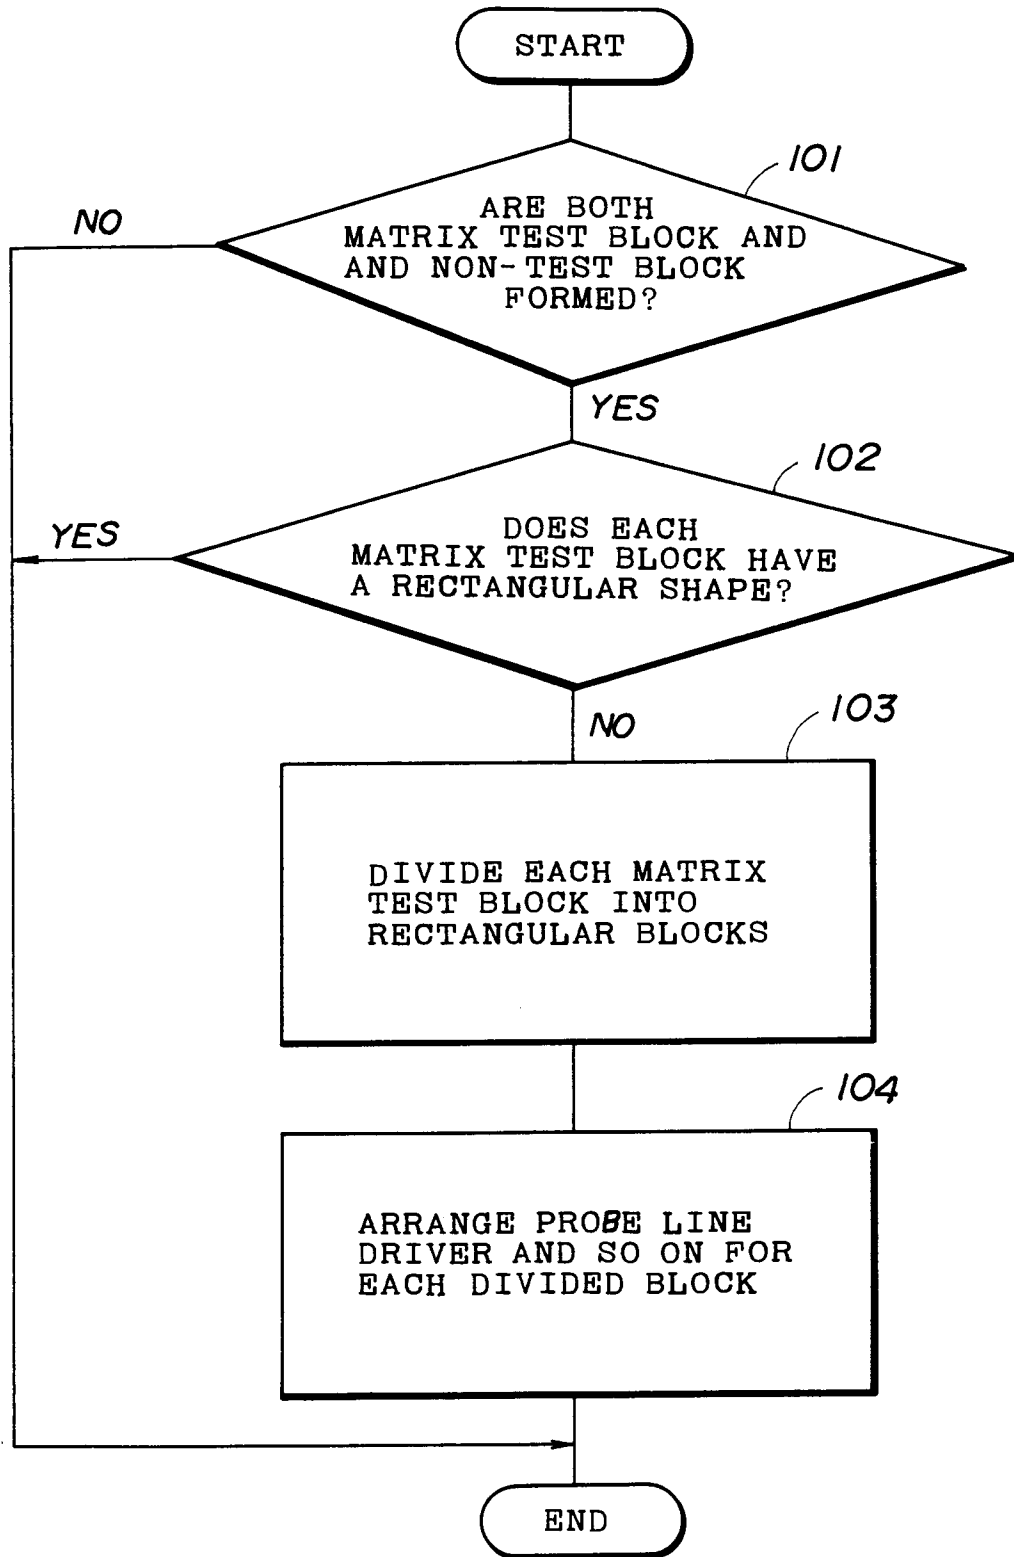 START
101
ARE BOTH
MATRIX TEST BLOCK AND
AND NON-TEST BLOCK
FORMED?
NO
YES
102
DOES EACH
MATRIX TEST BLOCK HAVE
A RECTANGULAR SHAPE?
YES
NO
103
DIVIDE EACH MATRIX
TEST BLOCK INTO
RECTANGULAR BLOCKS
104
ARRANGE PROBE LINE
DRIVER AND SO ON FOR
EACH DIVIDED BLOCK
END